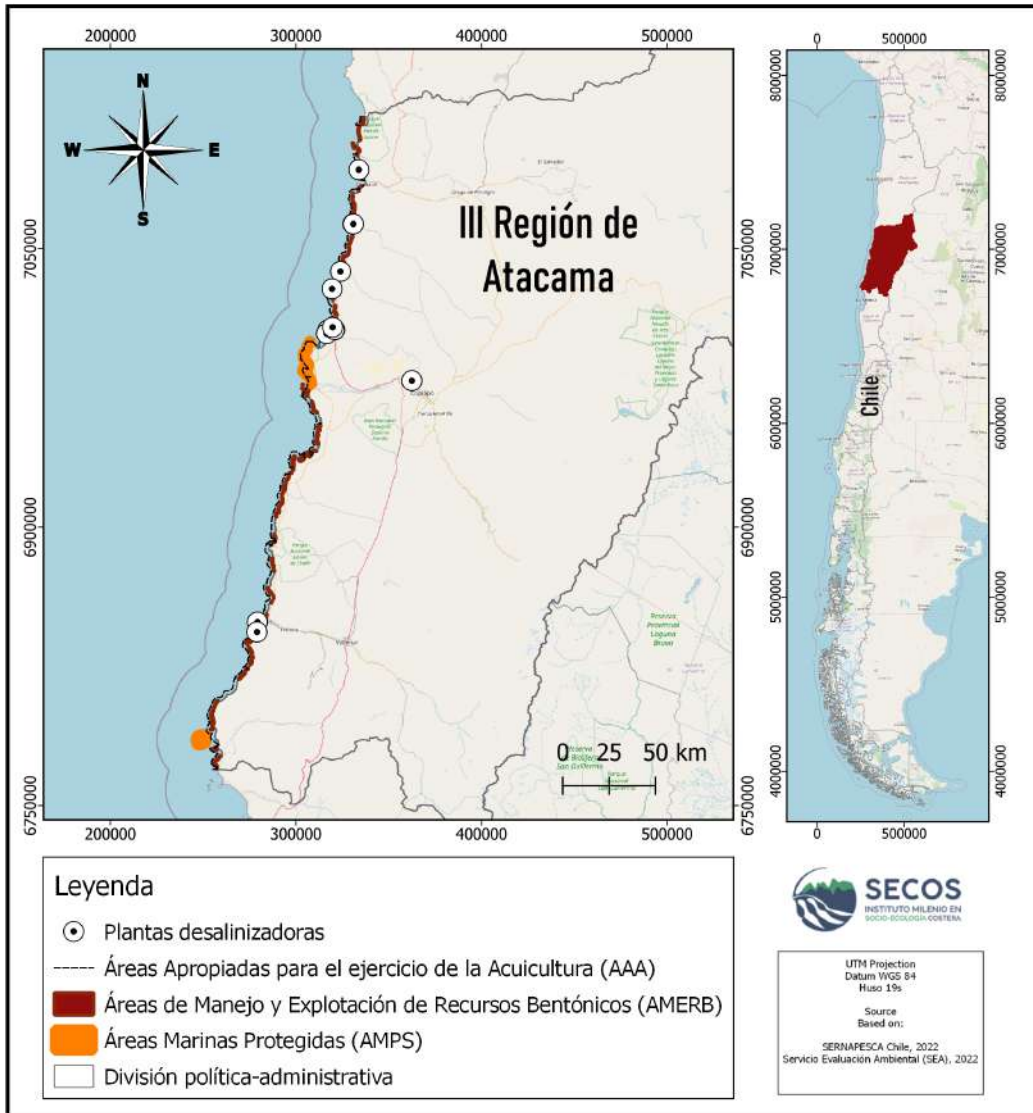 200000 300000 400000 500000
0 500000
N
W E
S
8000000
8000000
El Salvador
III Región de
Atacama
7050000
7050000
7000000
7000000
Copiapó
6900000
6900000
6000000
6000000
Chile
Vallenar
5000000
5000000
0 25 50 km
4000000
4000000
6750000
6750000
200000 300000 400000 500000
0 500000
Leyenda
Plantas desalinizadoras
Áreas Apropiadas para el ejercicio de la Acuicultura (AAA)
Áreas de Manejo y Explotación de Recursos Bentónicos (AMERB)
Áreas Marinas Protegidas (AMPS)
División política-administrativa
SECOS
INSTITUTO MILENIO EN
SOCIO-ECOLOGÍA COSTERA
UTM Projection
Datum WGS 84
Huso 19s
Source
Based on:
SERNAPESCA Chile, 2022
Servicio Evaluación Ambiental (SEA), 2022